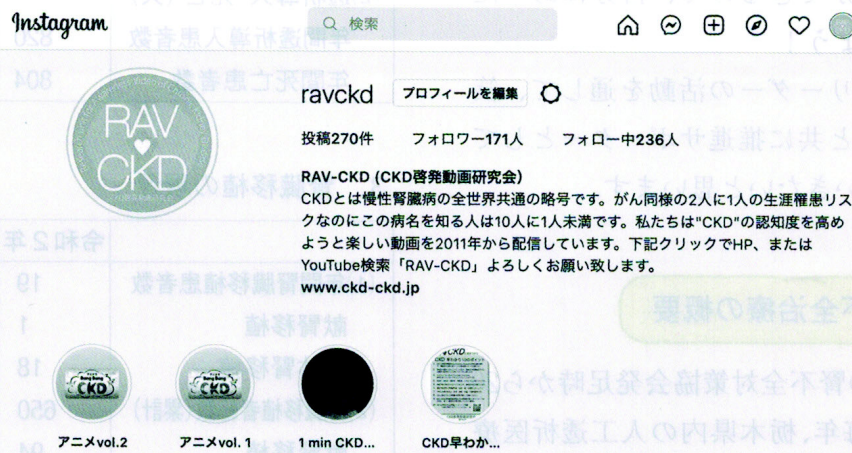 Instagram
検索
ravckd
プロフィールを編集
投稿270件 フォロワー171人 フォロー中236人
RAV
CKD
RAV-CKD (CKD啓発動画研究会)
CKDとは慢性腎臓病の全世界共通の略号です。がん同様の2人に1人の生涯罹患リス
クなのにこの病名を知る人は10人に1人未満です。私たちは"CKD"の認知度を高め
ようと楽しい動画を2011年から配信しています。下記クリックでHP、または
YouTube検索「RAV-CKD」よろしくお願い致します。
www.ckd-ckd.jp
CKD
CKD
CKD
アニメvol.2
アニメvol. 1
1 min CKD...
CKD早わか...